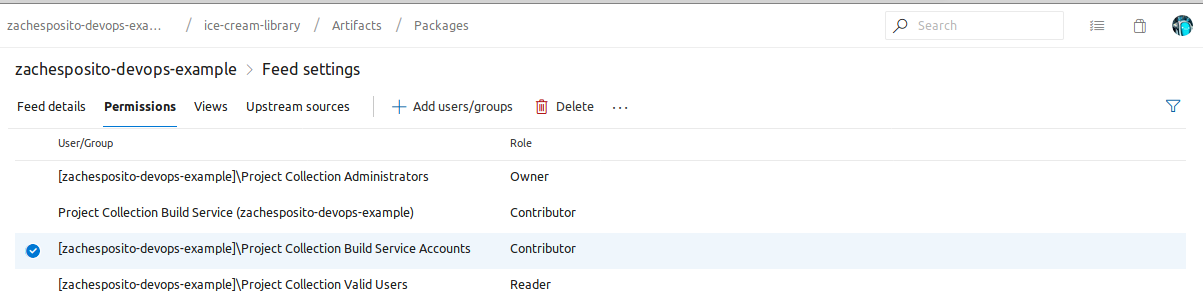 zachesposito-devops-exa... / ice-cream-library / Artifacts / Packages Search
zachesposito-devops-example > Feed settings
Feed details Permissions Views Upstream sources Add users/groups Delete ...
User/Group Role
[zachesposito-devops-example]\Project Collection Administrators Owner
Project Collection Build Service (zachesposito-devops-example) Contributor
[zachesposito-devops-example]\Project Collection Build Service Accounts Contributor
[zachesposito-devops-example]\Project Collection Valid Users Reader